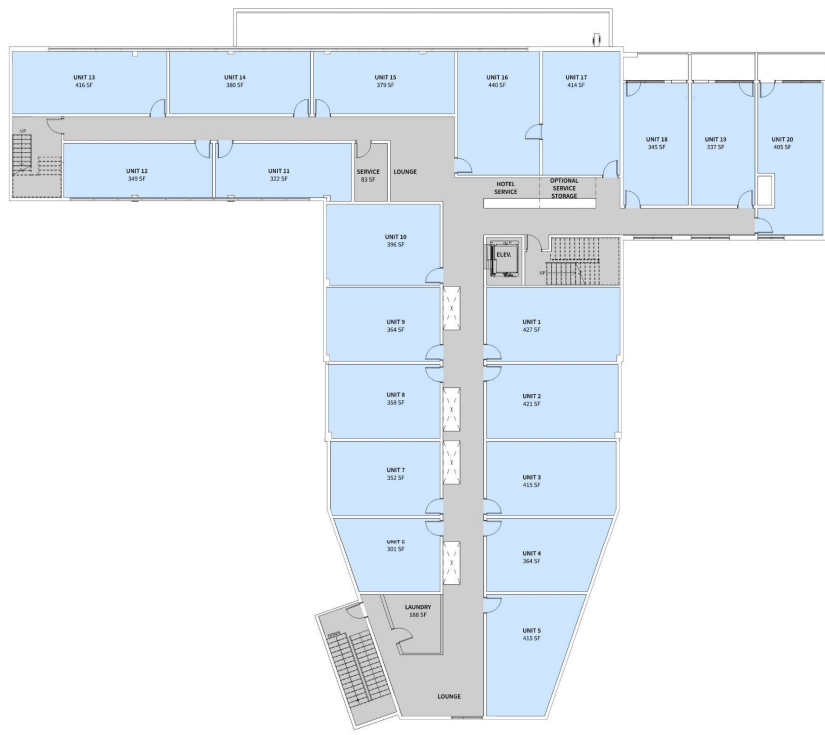 UNIT 13
416 SF
UNIT 14
380 SF
UNIT 15
379 SF
UNIT 16
440 SF
UNIT 17
414 SF
UNIT 18
345 SF
UNIT 19
337 SF
UNIT 20
405 SF
UP
UNIT 12
349 SF
UNIT 11
322 SF
SERVICE
83 SF
LOUNGE
HOTEL
SERVICE
OPTIONAL
SERVICE
STORAGE
UNIT 10
396 SF
ELEV.
UP
UNIT 9
364 SF
UNIT 1
427 SF
UNIT 8
358 SF
UNIT 2
421 SF
UNIT 7
352 SF
UNIT 3
415 SF
UNIT 6
301 SF
UNIT 4
364 SF
LAUNDRY
188 SF
UNIT 5
415 SF
DOWN
LOUNGE